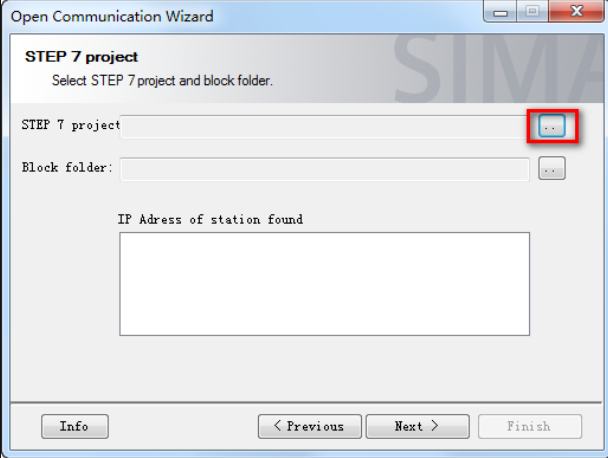 Open Communication Wizard
STEP 7 project
Select STEP 7 project and block folder.
SIMA
STEP 7 project
..
Block folder:
..
IP Adress of station found
Info
< Previous
Next >
Finish